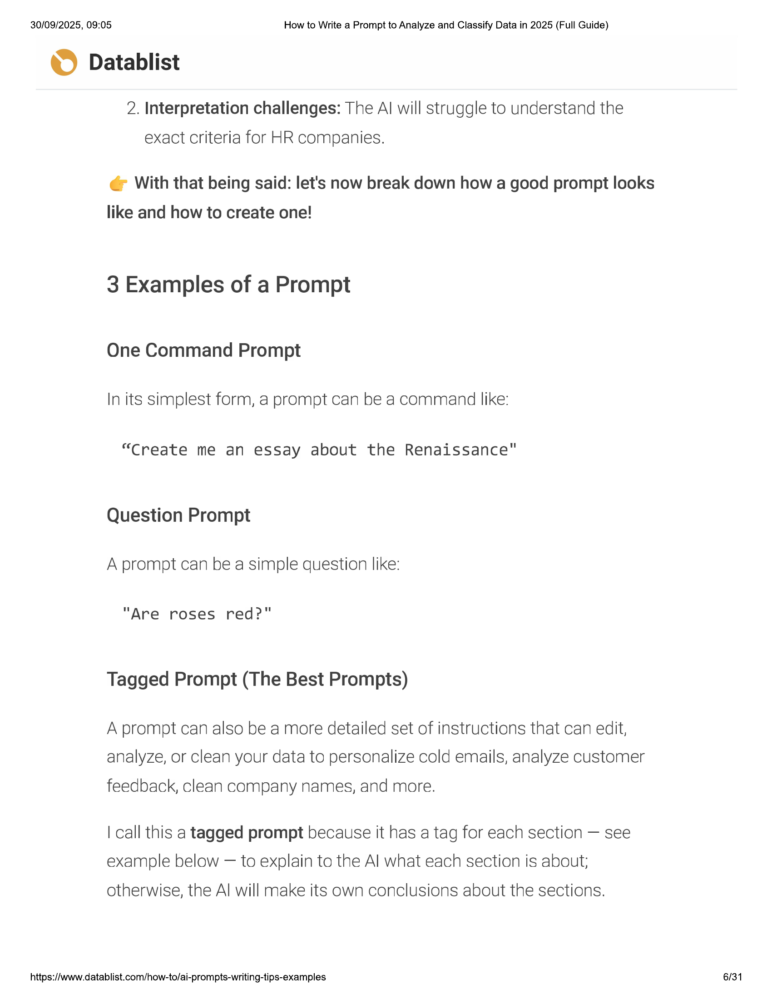 30/09/2025, 09:05
How to Write a Prompt to Analyze and Classify Data in 2025 (Full Guide)
Datablist
2. Interpretation challenges: The AI will struggle to understand the
exact criteria for HR companies.
👉 With that being said: let's now break down how a good prompt looks
like and how to create one!
3 Examples of a Prompt
One Command Prompt
In its simplest form, a prompt can be a command like:
“Create me an essay about the Renaissance"
Question Prompt
A prompt can be a simple question like:
"Are roses red?"
Tagged Prompt (The Best Prompts)
A prompt can also be a more detailed set of instructions that can edit,
analyze, or clean your data to personalize cold emails, analyze customer
feedback, clean company names, and more.
I call this a tagged prompt because it has a tag for each section — see
example below — to explain to the AI what each section is about;
otherwise, the AI will make its own conclusions about the sections.
https://www.datablist.com/how-to/ai-prompts-writing-tips-examples
6/31